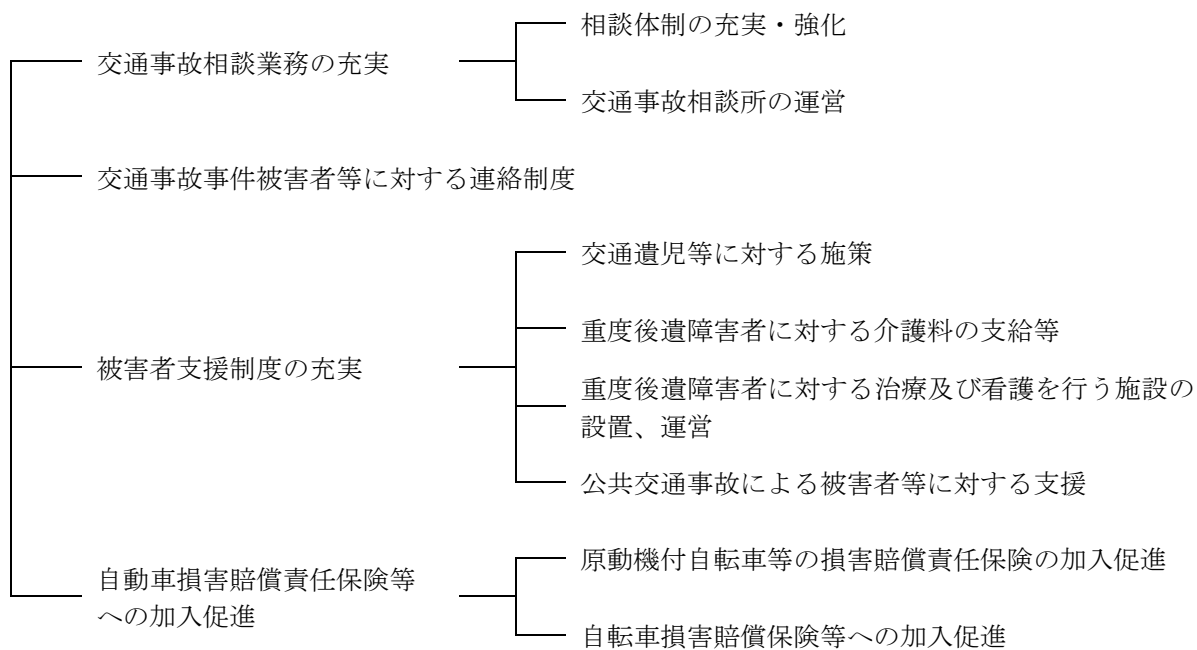 交通事故相談業務の充実
相談体制の充実・強化
交通事故相談所の運営
交通事故事件被害者等に対する連絡制度
被害者支援制度の充実
交通遺児等に対する施策
重度後遺障害者に対する介護料の支給等
重度後遺障害者に対する治療及び看護を行う施設の
設置、運営
公共交通事故による被害者等に対する支援
自動車損害賠償責任保険等
への加入促進
原動機付自転車等の損害賠償責任保険の加入促進
自転車損害賠償保険等への加入促進